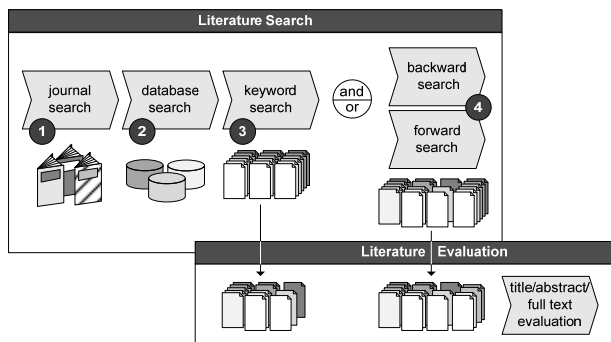 Literature Search
journal
search
1
database
search
2
keyword
search
3
and
or
backward
search
4
forward
search
Literature Evaluation
title/abstract/
full text
evaluation